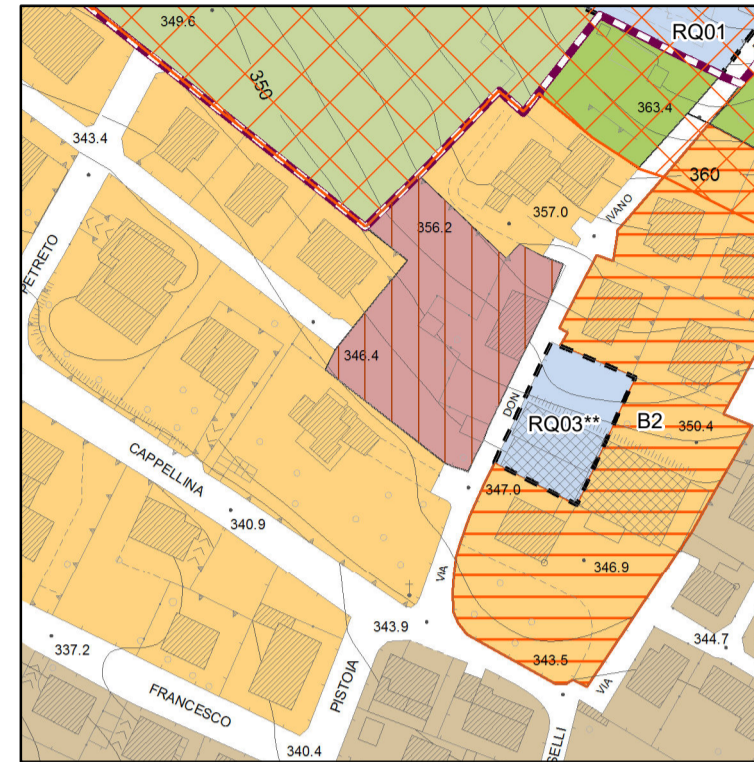 349.6
RQ01
350
363.4
343.4
360
357.0
IVANO
356.2
PETRETO
346.4
DON
RQ03**
B2
350.4
CAPPELLINA
347.0
340.9
346.9
VIA
343.9
344.7
337.2
343.5
VIA
PISTOIA
FRANCESCO
SELLI
340.4